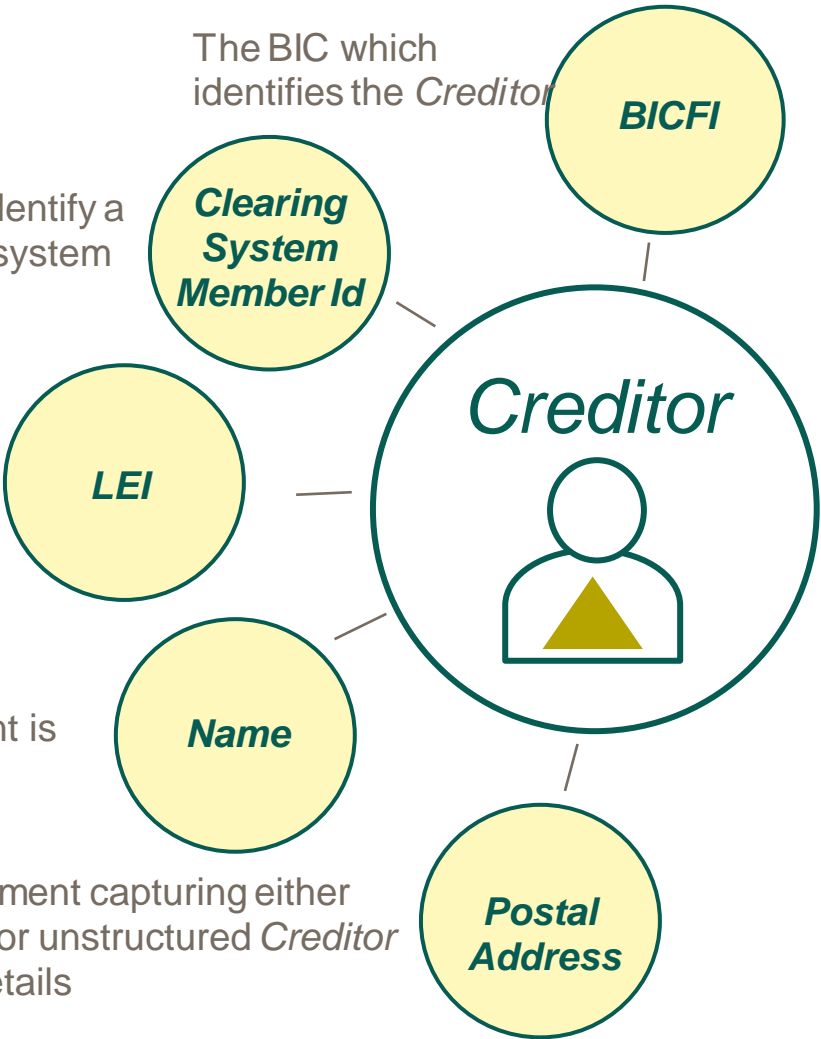 The BIC which
identifies the Creditor
BICFI
Clearing
System
Member Id
identify a
system
Creditor
LEI
Name
nt is
Postal
Address
ment capturing either
or unstructured Creditor
etails